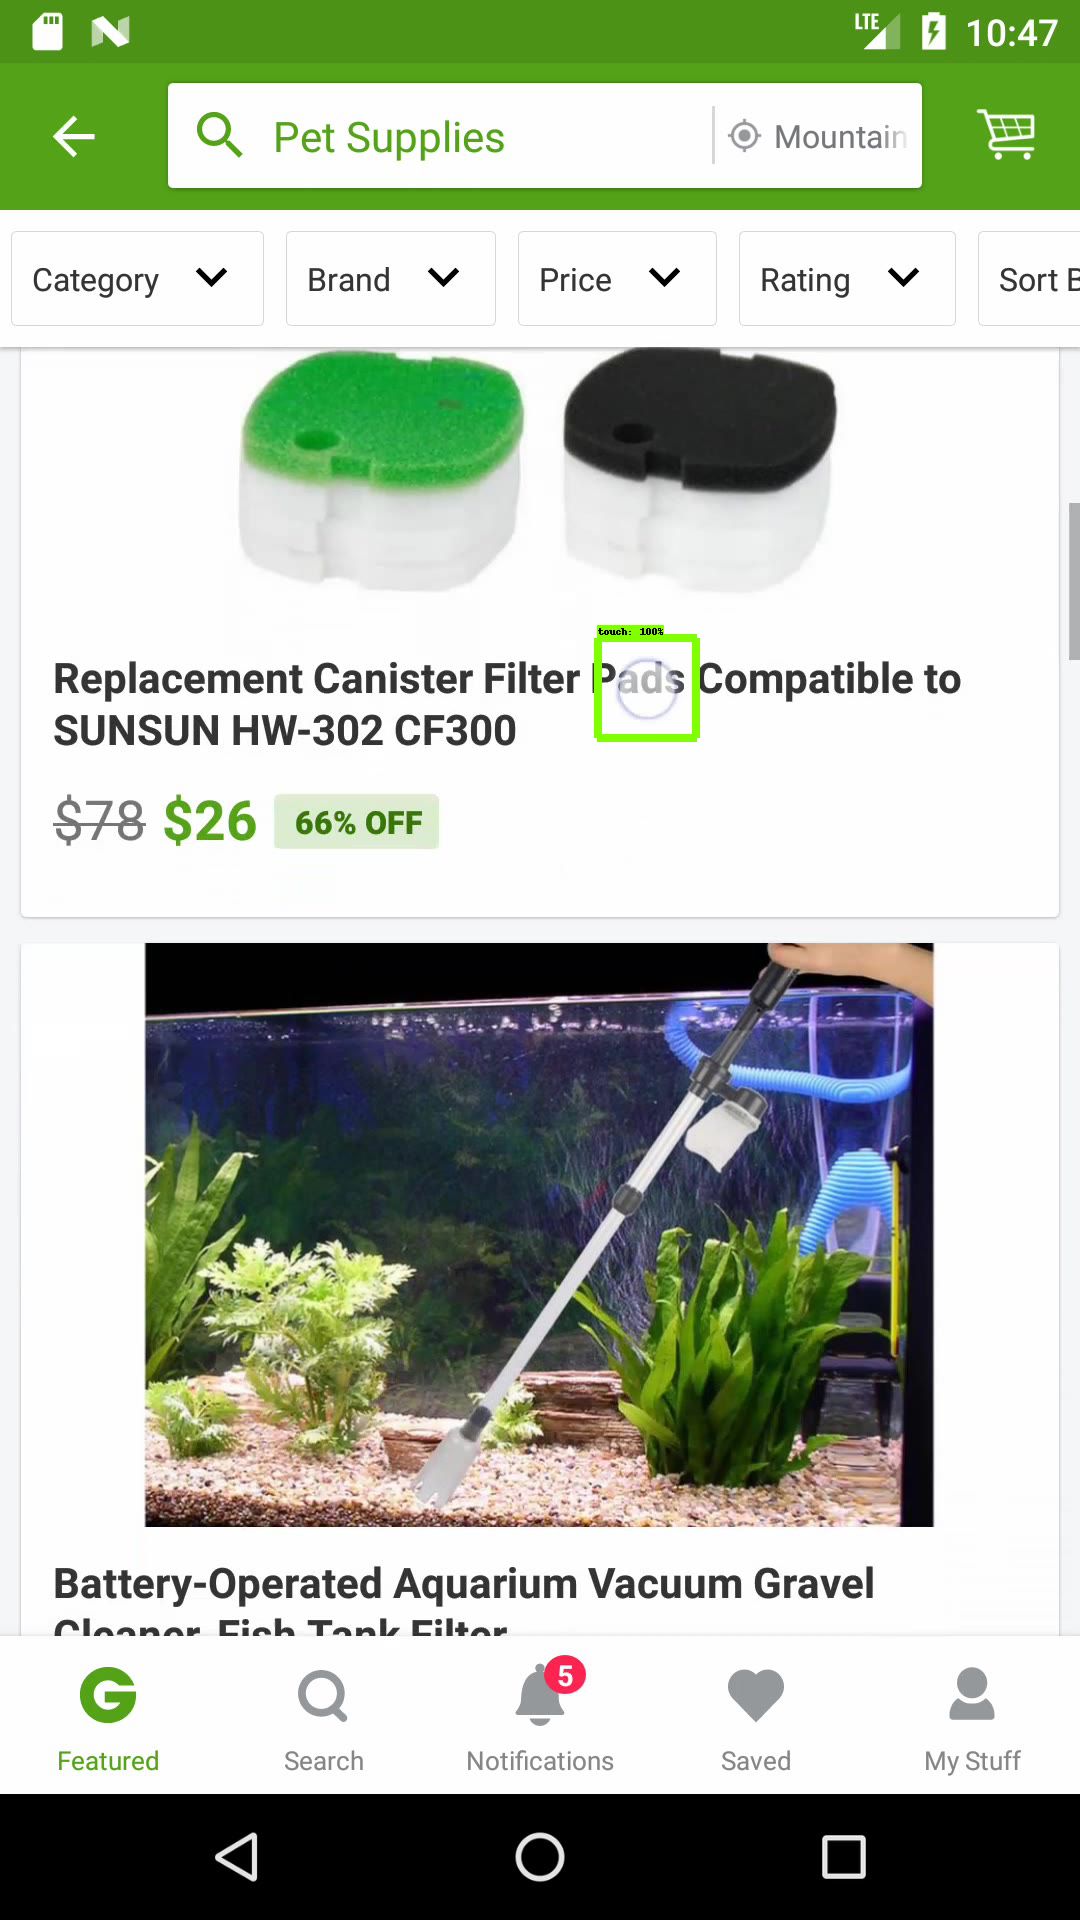 LTE 10:47
Pet Supplies Mountain
Category Brand Price Rating Sort B
touch: 100%
Replacement Canister Filter Pads Compatible to
SUNSUN HW-302 CF300
$78 $26 66% OFF
Battery-Operated Aquarium Vacuum Gravel
Cleaner, Fish Tank Filter
5
Featured Search Notifications Saved My Stuff